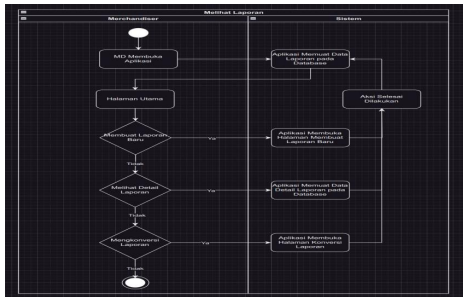 Melihat Laporan
Merchandiser
Sistem
MD Membuka
Aplikasi
Aplikasi Memuat Data
Laporan pada
Database
Halaman Utama
Aksi Selesai
Dilakukan
Membuat Laporan
Baru
Ya
Aplikasi Membuka
Halaman Membuat
Laporan Baru
Tidak
Melihat Detail
Laporan
Ya
Aplikasi Memuat Data
Detail Laporan pada
Database
Tidak
Mengkonversi
Laporan
Ya
Aplikasi Membuka
Halaman Konversi
Laporan
Tidak